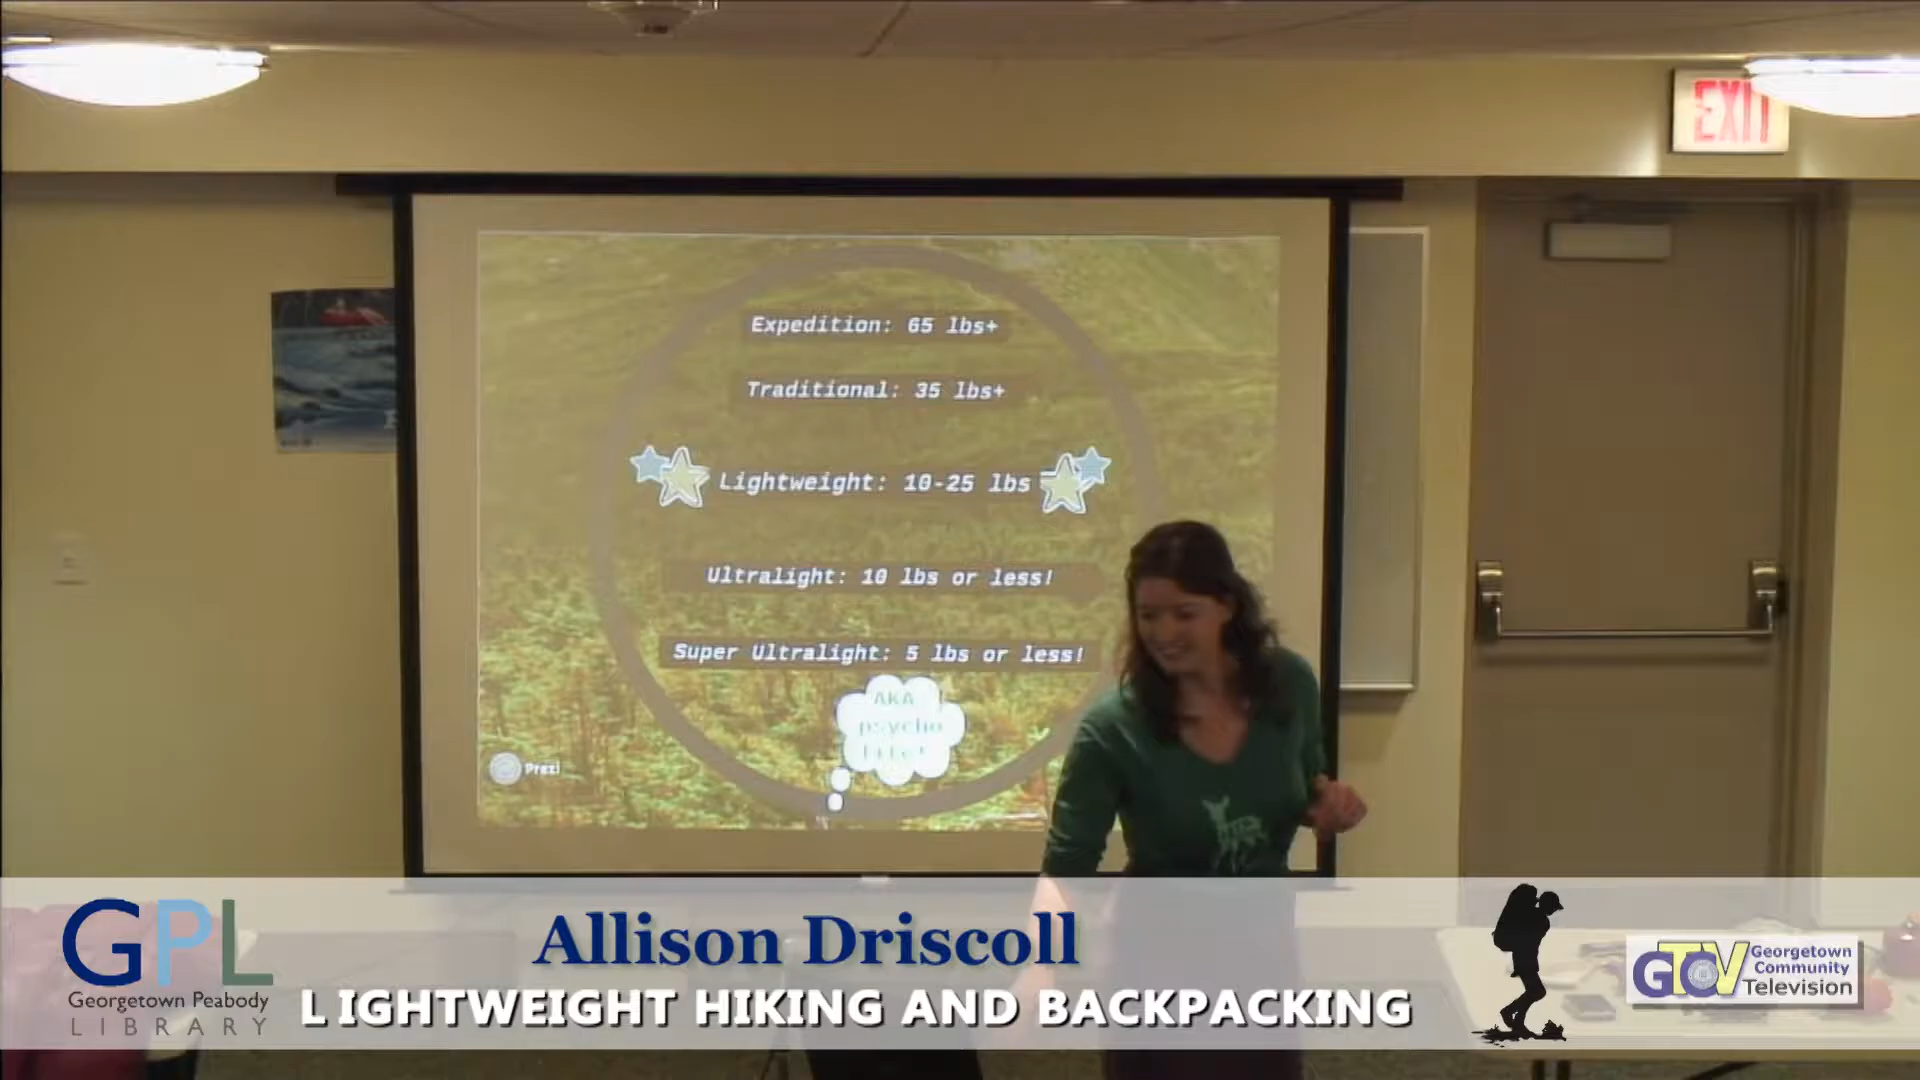 EXIT
Expedition: 65 lbs+
Traditional: 35 lbs+
Lightweight: 10-25 lbs
Ultralight: 10 lbs or less!
Super Ultralight: 5 lbs or less!
AKA
psycho
Prezi
GPL
Georgetown Peabody
LIBRARY
Allison Driscoll
LIGHTWEIGHT HIKING AND BACKPACKING
GCTV
Georgetown
Community
Television